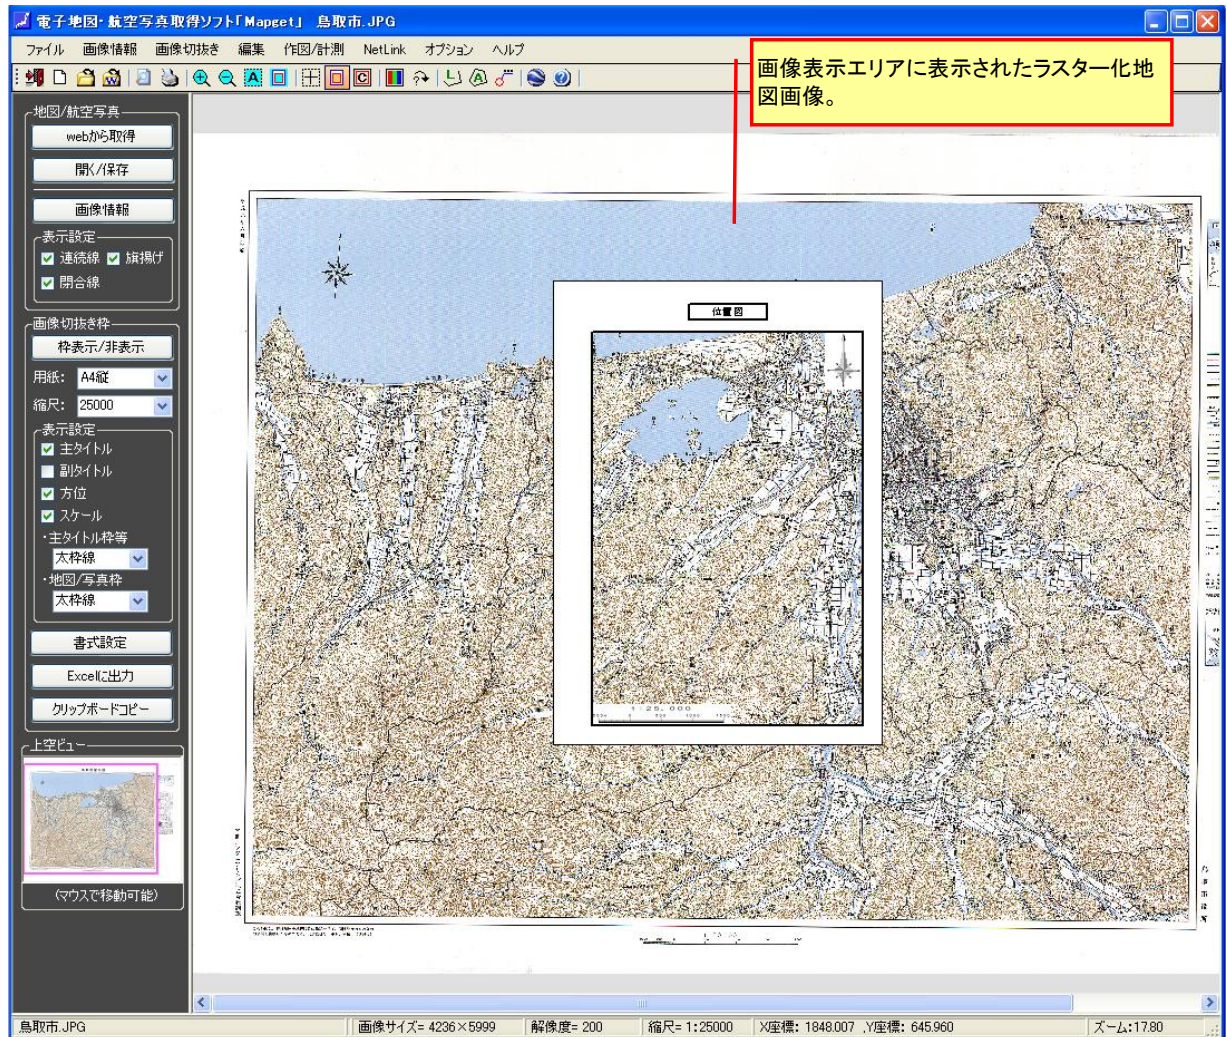 電子地図・航空写真取得ソフト「Mapget」 鳥取市.JPG
ファイル 画像情報 画像切抜き 編集 作図/計測 NetLink オプション ヘルプ
画像表示エリアに表示されたラスター化地
図画像。
地図/航空写真
webから取得
開く/保存
画像情報
表示設定
連続線 旗揚げ
閉合線
画像切抜き枠
枠表示/非表示
用紙: A4縦
縮尺: 25000
表示設定
主タイトル
副タイトル
方位
スケール
・主タイトル枠等
太枠線
・地図/写真枠
太枠線
書式設定
Excelに出力
クリップボードコピー
上空ビュー
(マウスで移動可能)
位置図
1:25,000
鳥取市.JPG 画像サイズ= 4236×5999 解像度= 200 縮尺= 1:25000 X座標: 1848.007 ,Y座標: 645.960 ズーム:17.80